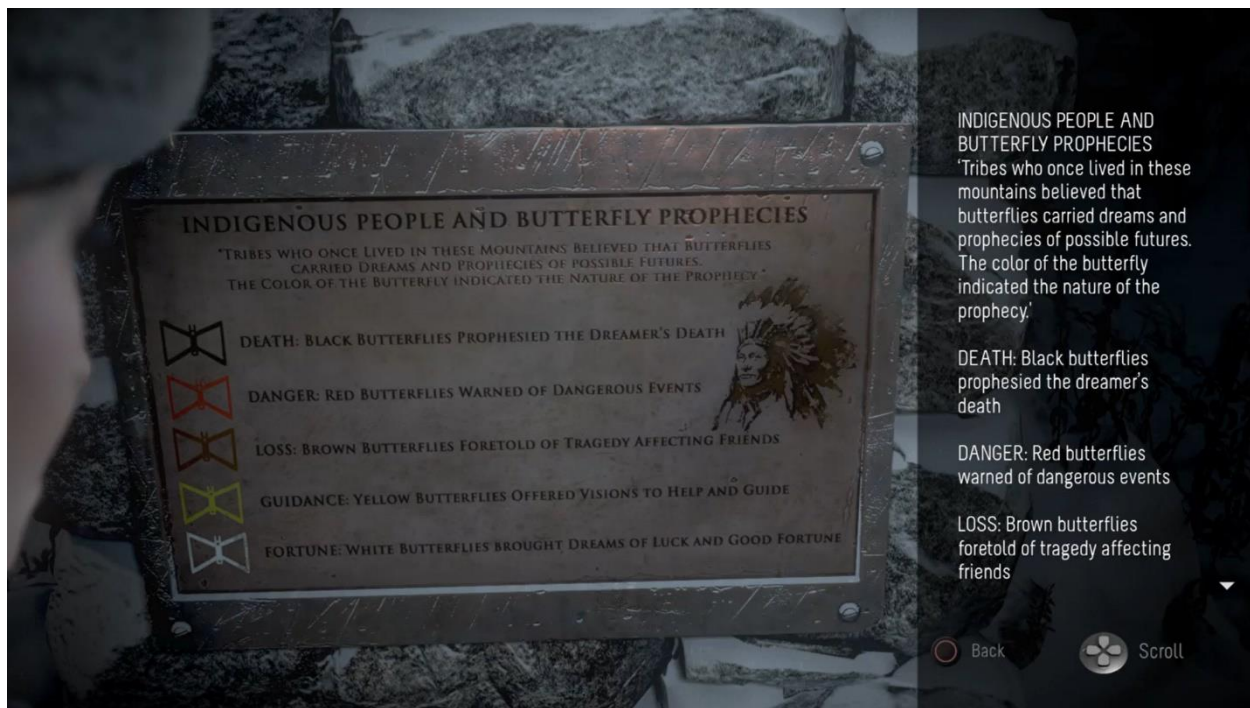 INDIGENOUS PEOPLE AND BUTTERFLY PROPHECIES
"TRIBES WHO ONCE LIVED IN THESE MOUNTAINS BELIEVED THAT BUTTERFLIES
CARRIED DREAMS AND PROPHECIES OF POSSIBLE FUTURES.
THE COLOR OF THE BUTTERFLY INDICATED THE NATURE OF THE PROPHECY."
DEATH: BLACK BUTTERFLIES PROPHESIED THE DREAMER'S DEATH
DANGER: RED BUTTERFLIES WARNED OF DANGEROUS EVENTS
LOSS: BROWN BUTTERFLIES FORETOLD OF TRAGEDY AFFECTING FRIENDS
GUIDANCE: YELLOW BUTTERFLIES OFFERED VISIONS TO HELP AND GUIDE
FORTUNE: WHITE BUTTERFLIES BROUGHT DREAMS OF LUCK AND GOOD FORTUNE
INDIGENOUS PEOPLE AND
BUTTERFLY PROPHECIES
'Tribes who once lived in these
mountains believed that
butterflies carried dreams and
prophecies of possible futures.
The color of the butterfly
indicated the nature of the
prophecy.'
DEATH: Black butterflies
prophesied the dreamer's
death
DANGER: Red butterflies
warned of dangerous events
LOSS: Brown butterflies
foretold of tragedy affecting
friends
Back
Scroll